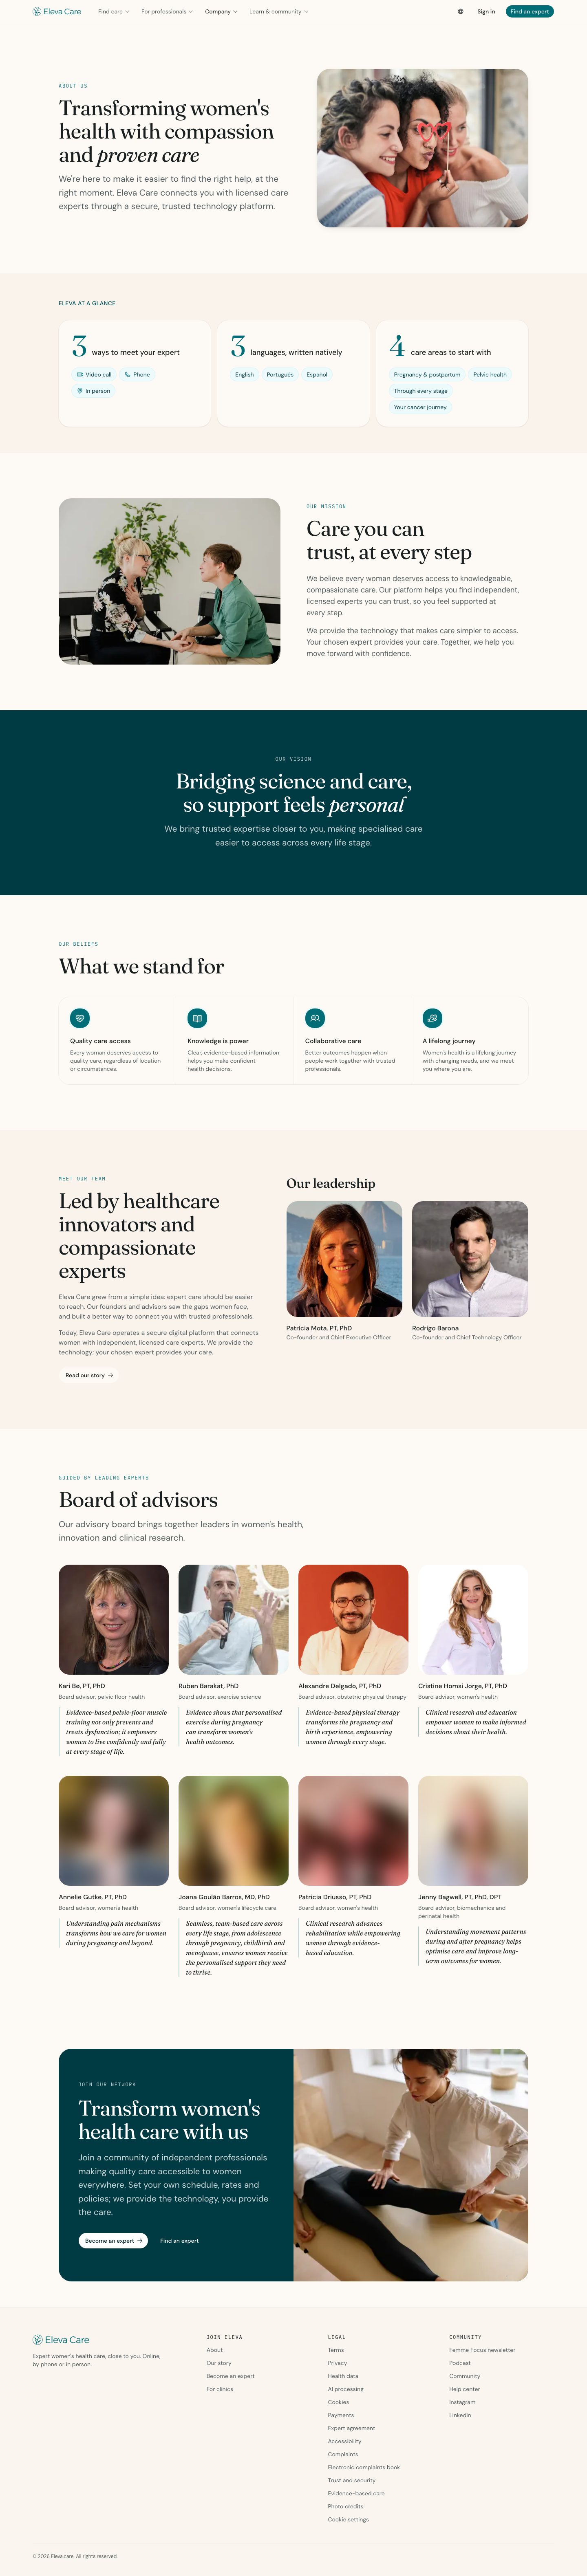 Eleva Care
Find care
For professionals
Company
Learn & community
Sign in
Find an expert
ABOUT US
Transforming women's
health with compassion
and proven care
We're here to make it easier to find the right help, at the
right moment. Eleva Care connects you with licensed care
experts through a secure, trusted technology platform.
ELEVA AT A GLANCE
3 ways to meet your expert
Video call
Phone
In person
3 languages, written natively
English
Português
Español
4 care areas to start with
Pregnancy & postpartum
Pelvic health
Through every stage
Your cancer journey
OUR MISSION
Care you can
trust, at every step
We believe every woman deserves access to knowledgeable,
compassionate care. Our platform helps you find independent,
licensed experts you can trust, so you feel supported at
every step.
We provide the technology that makes care simpler to access.
Your chosen expert provides your care. Together, we help you
move forward with confidence.
OUR VISION
Bridging science and care,
so support feels personal
We bring trusted expertise closer to you, making specialised care
easier to access across every life stage.
OUR BELIEFS
What we stand for
Quality care access
Every woman deserves access to
quality care, regardless of location
or circumstances.
Knowledge is power
Clear, evidence-based information
helps you make confident
health decisions.
Collaborative care
Better outcomes happen when
people work together with trusted
professionals.
A lifelong journey
Women's health is a lifelong journey
with changing needs, and we meet
you where you are.
MEET OUR TEAM
Led by healthcare
innovators and
compassionate
experts
Eleva Care grew from a simple idea: expert care should be easier
to reach. Our founders and advisors saw the gaps women face,
and built a better way to connect you with trusted professionals.
Today, Eleva Care operates a secure digital platform that connects
women with independent, licensed care experts. We provide the
technology; your chosen expert provides your care.
Read our story
Our leadership
Patrícia Mota, PT, PhD
Co-founder and Chief Executive Officer
Rodrigo Barona
Co-founder and Chief Technology Officer
GUIDED BY LEADING EXPERTS
Board of advisors
Our advisory board brings together leaders in women's health,
innovation and clinical research.
Kari Bø, PT, PhD
Board advisor, pelvic floor health
Evidence-based pelvic-floor muscle
training not only prevents and
treats dysfunction; it empowers
women to live confidently and fully
at every stage of life.
Ruben Barakat, PhD
Board advisor, exercise science
Evidence shows that personalised
exercise during pregnancy
can transform women's
health outcomes.
Alexandre Delgado, PT, PhD
Board advisor, obstetric physical therapy
Evidence-based physical therapy
transforms the pregnancy and
birth experience, empowering
women through every stage.
Cristine Homsi Jorge, PT, PhD
Board advisor, women's health
Clinical research and education
empower women to make informed
decisions about their health.
Annelie Gutke, PT, PhD
Board advisor, women's health
Understanding pain mechanisms
transforms how we care for women
during pregnancy and beyond.
Joana Goulão Barros, MD, PhD
Board advisor, women's lifecycle care
Seamless, team-based care across
every life stage, from adolescence
through pregnancy, childbirth and
menopause, ensures women receive
the personalised support they need
to thrive.
Patricia Driusso, PT, PhD
Board advisor, women's health
Clinical research advances
rehabilitation while empowering
women through evidence-
based education.
Jenny Bagwell, PT, PhD, DPT
Board advisor, biomechanics and
perinatal health
Understanding movement patterns
during and after pregnancy helps
optimise care and improve long-
term outcomes for women.
JOIN OUR NETWORK
Transform women's
health care with us
Join a community of independent professionals
making quality care accessible to women
everywhere. Set your own schedule, rates and
policies; we provide the technology, you provide
the care.
Become an expert
Find an expert
Eleva Care
Expert women's health care, close to you. Online,
by phone or in person.
JOIN ELEVA
About
Our story
Become an expert
For clinics
LEGAL
Terms
Privacy
Health data
AI processing
Cookies
Payments
Expert agreement
Accessibility
Complaints
Electronic complaints book
Trust and security
Evidence-based care
Photo credits
Cookie settings
COMMUNITY
Femme Focus newsletter
Podcast
Community
Help center
Instagram
LinkedIn
© 2026 Eleva.care. All rights reserved.